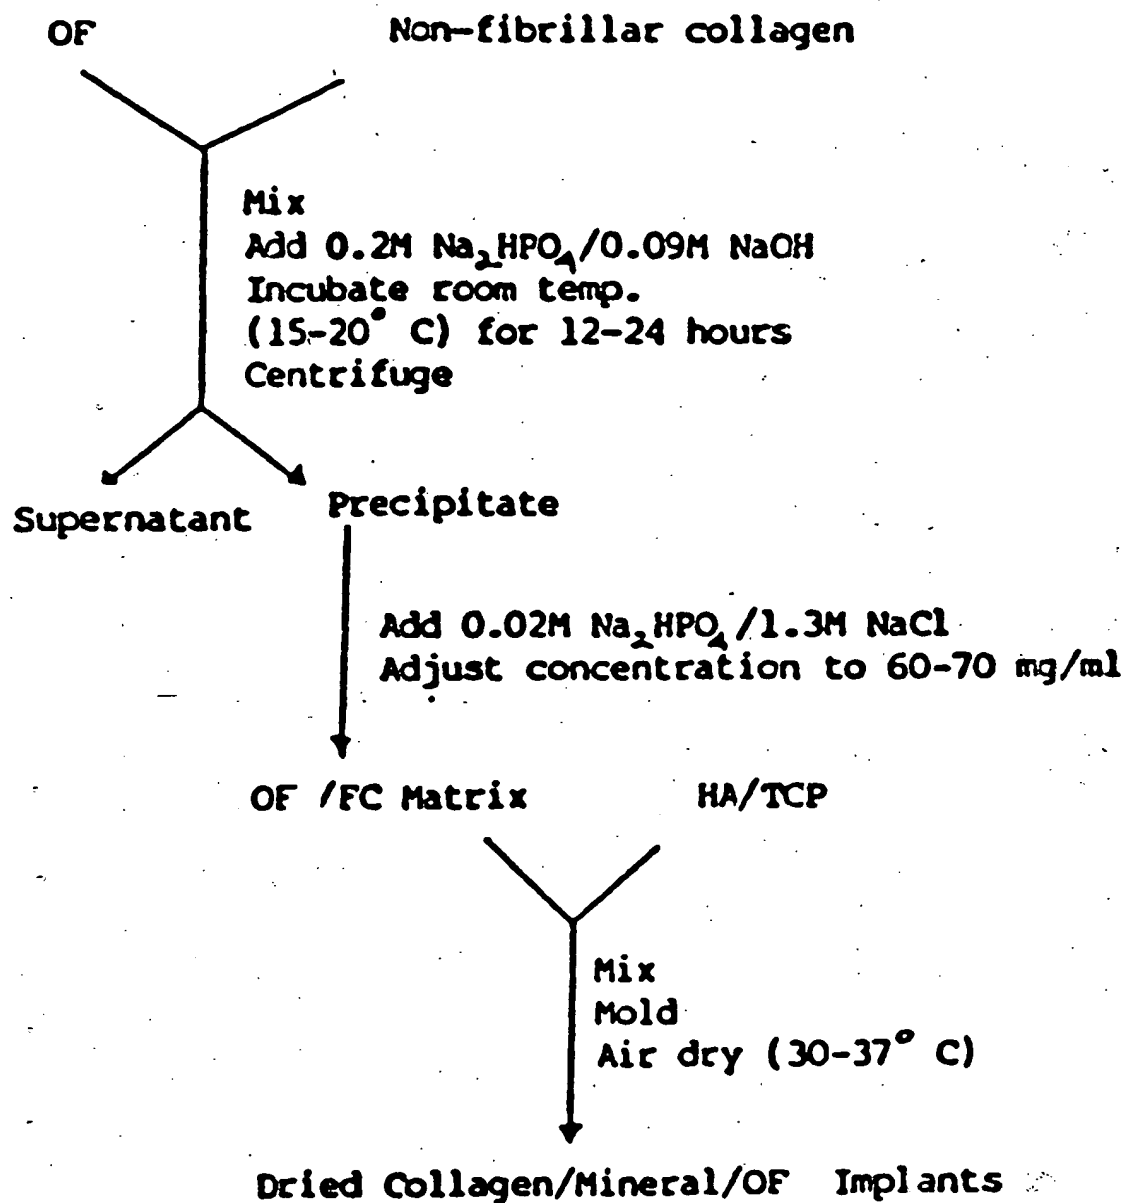 OF Non-fibrillar collagen
Mix
Add 0.2M Na₂HPO₄/0.09M NaOH
Incubate room temp.
(15-20° C) for 12-24 hours
Centrifuge
Supernatant Precipitate
Add 0.02M Na₂HPO₄/1.3M NaCl
Adjust concentration to 60-70 mg/ml
OF /FC Matrix HA/TCP
Mix
Mold
Air dry (30-37° C)
Dried Collagen/Mineral/OF Implants